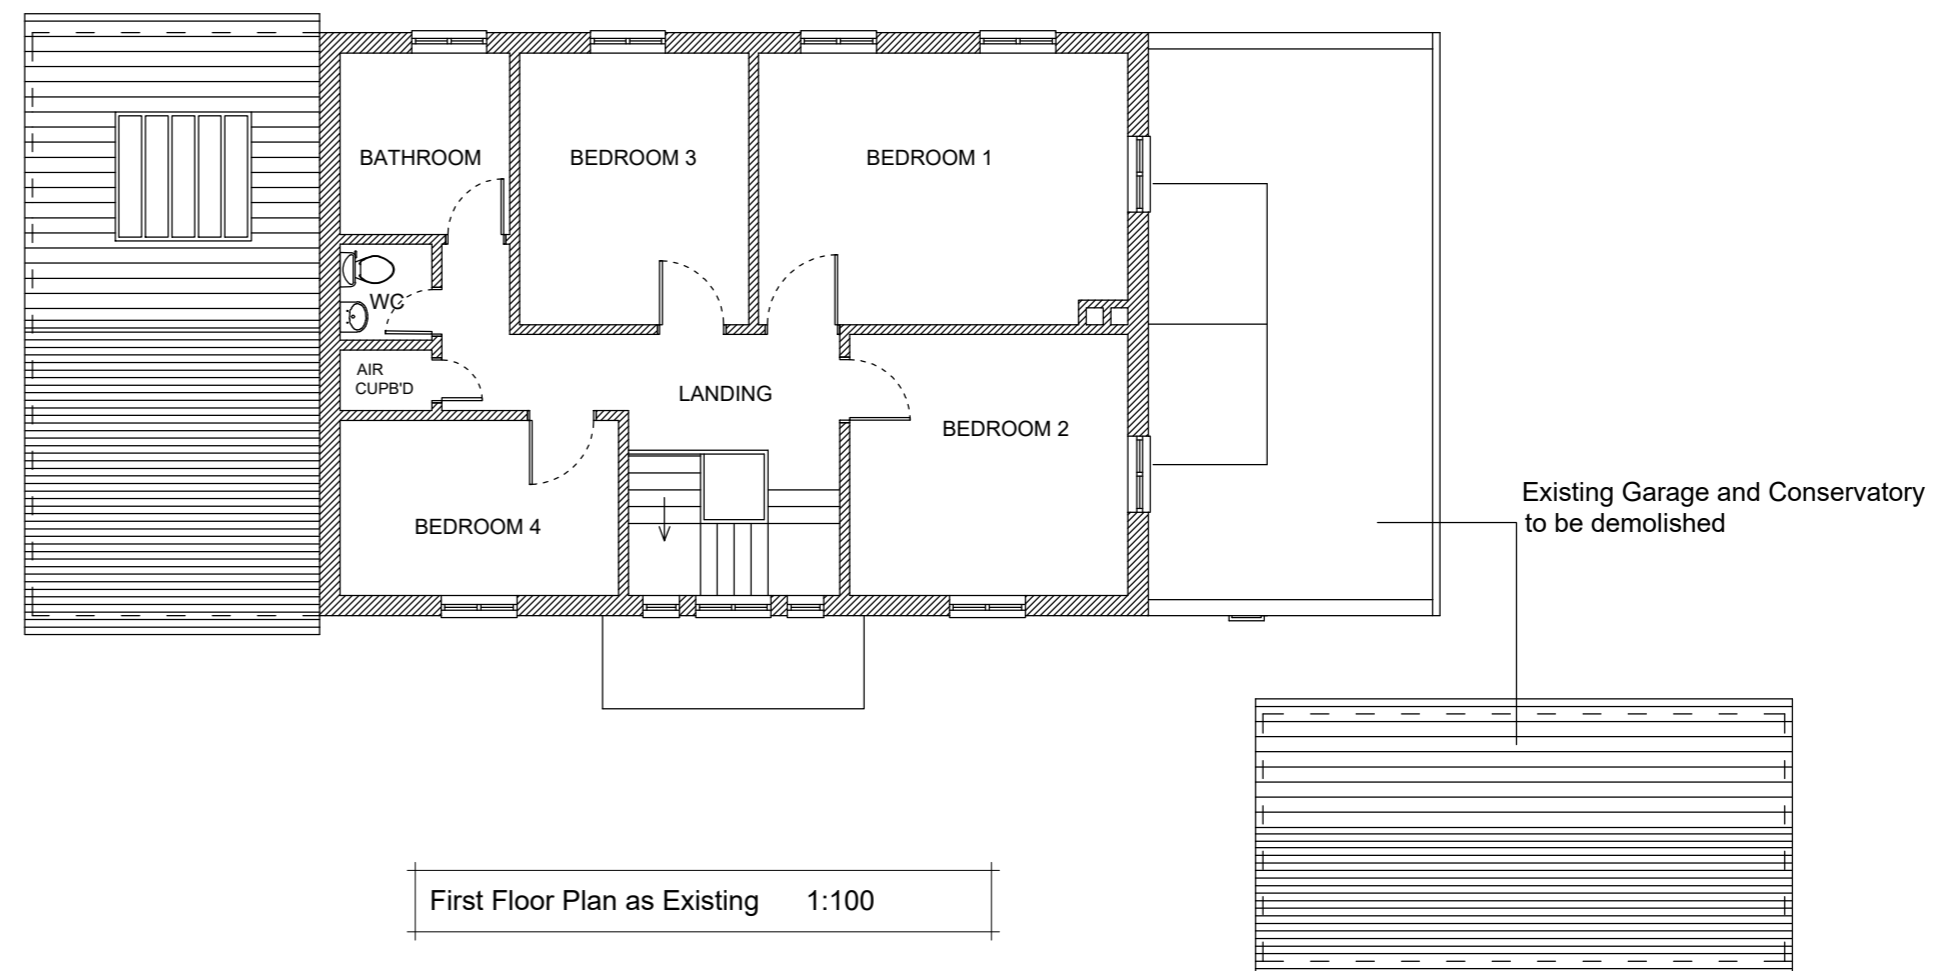 BATHROOM
BEDROOM 3
BEDROOM 1
WC
AIR
CUPB'D
LANDING
BEDROOM 2
BEDROOM 4
Existing Garage and Conservatory
to be demolished
First Floor Plan as Existing 1:100